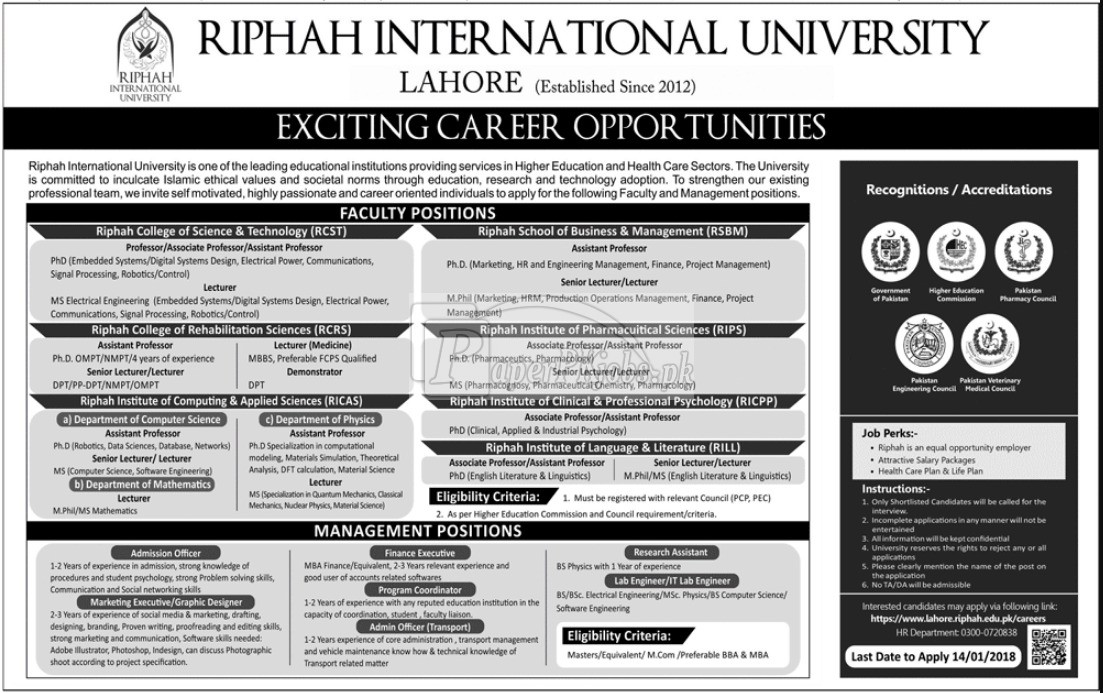 RIPHAH
INTERNATIONAL
UNIVERSITY
RIPHAH INTERNATIONAL UNIVERSITY
LAHORE (Established Since 2012)
EXCITING CAREER OPPORTUNITIES
Riphah International University is one of the leading educational institutions providing services in Higher Education and Health Care Sectors. The University
is committed to inculcate Islamic ethical values and societal norms through education, research and technology adoption. To strengthen our existing
professional team, we invite self motivated, highly passionate and career oriented individuals to apply for the following Faculty and Management positions.
FACULTY POSITIONS
Riphah College of Science & Technology (RCST)
Professor/Associate Professor/Assistant Professor
PhD (Embedded Systems/Digital Systems Design, Electrical Power, Communications,
Signal Processing, Robotics/Control)
Lecturer
MS Electrical Engineering (Embedded Systems/Digital Systems Design, Electrical Power,
Communications, Signal Processing, Robotics/Control)
Riphah College of Rehabilitation Sciences (RCRS)
Assistant Professor
Ph.D. OMPT/NMPT/4 years of experience
Senior Lecturer/Lecturer
DPT/PP-DPT/NMPT/OMPT
Lecturer (Medicine)
MBBS, Preferable FCPS Qualified
Demonstrator
DPT
Riphah Institute of Computing & Applied Sciences (RICAS)
a) Department of Computer Science
Assistant Professor
Ph.D (Robotics, Data Sciences, Database, Networks)
Senior Lecturer/ Lecturer
MS (Computer Science, Software Engineering)
b) Department of Mathematics
Lecturer
M.Phil/MS Mathematics
c) Department of Physics
Assistant Professor
Ph.D Specialization in computational
modeling, Materials Simulation, Theoretical
Analysis, DFT calculation, Material Science
Lecturer
MS (Specialization in Quantum Mechanics, Classical
Mechanics, Nuclear Physics, Material Science)
Riphah School of Business & Management (RSBM)
Assistant Professor
Ph.D. (Marketing, HR and Engineering Management, Finance, Project Management)
Senior Lecturer/Lecturer
M.Phil (Marketing, HRM, Production Operations Management, Finance, Project
Management)
Riphah Institute of Pharmacuitical Sciences (RIPS)
Associate Professor/Assistant Professor
Ph.D. (Pharmaceutics, Pharmacology)
Senior Lecturer/Lecturer
MS (Pharmacognosy, Pharmaceutical Chemistry, Pharmacology)
PaperPkJobs.pk
Riphah Institute of Clinical & Professional Psychology (RICPP)
Associate Professor/Assistant Professor
PhD (Clinical, Applied & Industrial Psychology)
Riphah Institute of Language & Literature (RILL)
Associate Professor/Assistant Professor
PhD (English Literature & Linguistics)
Senior Lecturer/Lecturer
M.Phil/MS (English Literature & Linguistics)
Eligibility Criteria: 1. Must be registered with relevant Council (PCP, PEC)
2. As per Higher Education Commission and Council requirement/criteria.
MANAGEMENT POSITIONS
Admission Officer
1-2 Years of experience in admission, strong knowledge of
procedures and student psychology, strong Problem solving skills,
Communication and Social networking skills
Marketing Executive/Graphic Designer
2-3 Years of experience of social media & marketing, drafting,
designing, branding, Proven writing, proofreading and editing skills,
strong marketing and communication, Software skills needed:
Adobe Illustrator, Photoshop, Indesign, can discuss Photographic
shoot according to project specification.
Finance Executive
MBA Finance/Equivalent, 2-3 Years relevant experience and
good user of accounts related softwares
Program Coordinator
1-2 Years of experience with any reputed education institution in the
capacity of coordination, student , faculty liaison.
Admin Officer (Transport)
1-2 Years experience of core administration , transport management
and vehicle maintenance know how & technical knowledge of
Transport related matter
Research Assistant
BS Physics with 1 Year of experience
Lab Engineer/IT Lab Engineer
BS/BSc. Electrical Engineering/MSc. Physics/BS Computer Science/
Software Engineering
Eligibility Criteria:
Masters/Equivalent/ M.Com /Preferable BBA & MBA
Recognitions / Accreditations
Government
of Pakistan
Higher Education
Commission
Pakistan
Pharmacy Council
Pakistan
Engineering Council
Pakistan Veterinary
Medical Council
Job Perks:-
• Riphah is an equal opportunity employer
• Attractive Salary Packages
• Health Care Plan & Life Plan
Instructions:-
1. Only Shortlisted Candidates will be called for the
interview.
2. Incomplete applications in any manner will not be
entertained
3. All information will be kept confidential
4. University reserves the rights to reject any or all
applications
5. Please clearly mention the name of the post on
the application
6. No TA/DA will be admissible
Interested candidates may apply via following link:
https://www.lahore.riphah.edu.pk/careers
HR Department: 0300-0720838
Last Date to Apply 14/01/2018